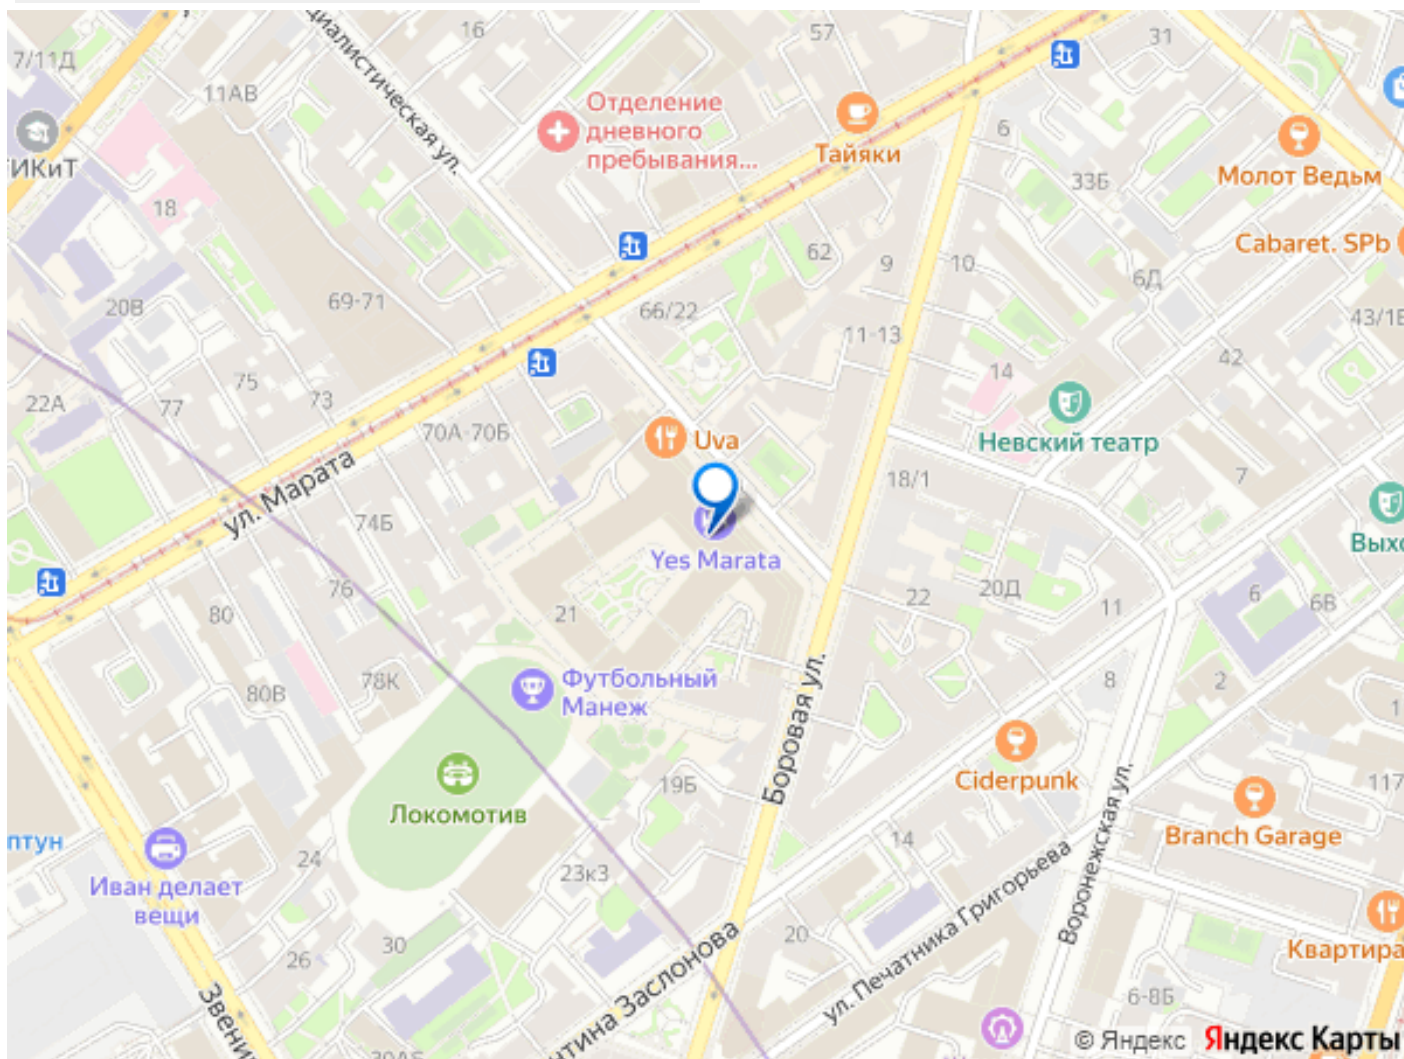 16
57
31
7/11Д
11АВ
циалистическая ул.
Отделение
дневного
пребывания...
Тайяки
6
33Б
Молот Ведьм
ТИКиТ
18
Cabaret. SPb
62
9
10
6Д
20В
69-71
66/22
11-13
43/1В
42
14
75
73
22А
77
70А-70Б
Uva
Невский театр
7
18/1
ул. Марата
74Б
Yes Marata
Выхо
76
80
21
22
20Д
11
6
6В
Футбольный
Манеж
78К
80В
8
2
1
Боровая ул.
19Б
Ciderpunk
117
Локомотив
Branch Garage
птун
Иван делает
вещи
24
23к3
14
Воронежская ул.
ул. Печатника Григорьева
30
26
20
Квартира
Звени
нтина Заслонова
6-8Б
30АБ
© Яндекс Яндекс Карты